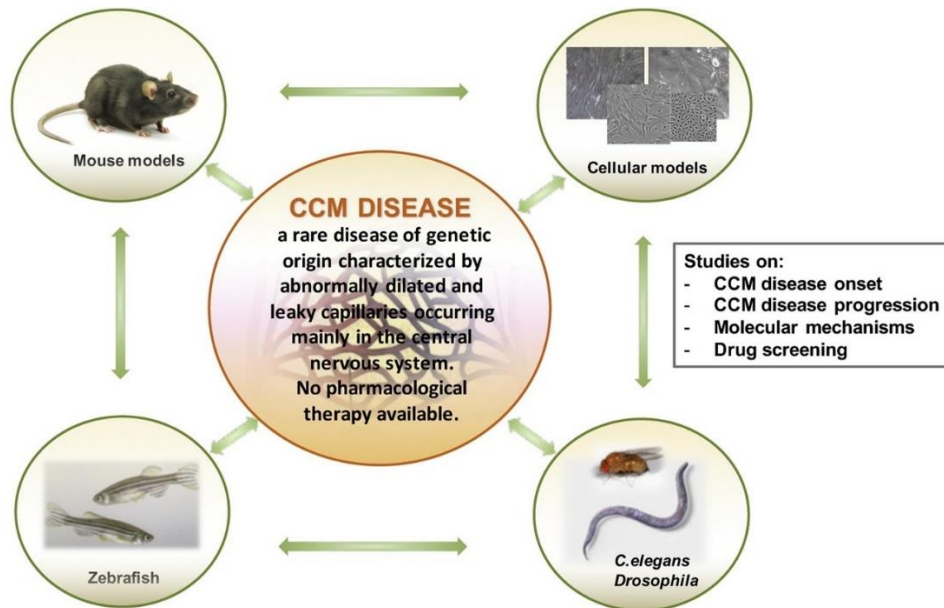 Mouse models
Cellular models
CCM DISEASE
a rare disease of genetic
origin characterized by
abnormally dilated and
leaky capillaries occurring
mainly in the central
nervous system.
No pharmacological
therapy available.
Studies on:
- CCM disease onset
- CCM disease progression
- Molecular mechanisms
- Drug screening
Zebrafish
C.elegans
Drosophila